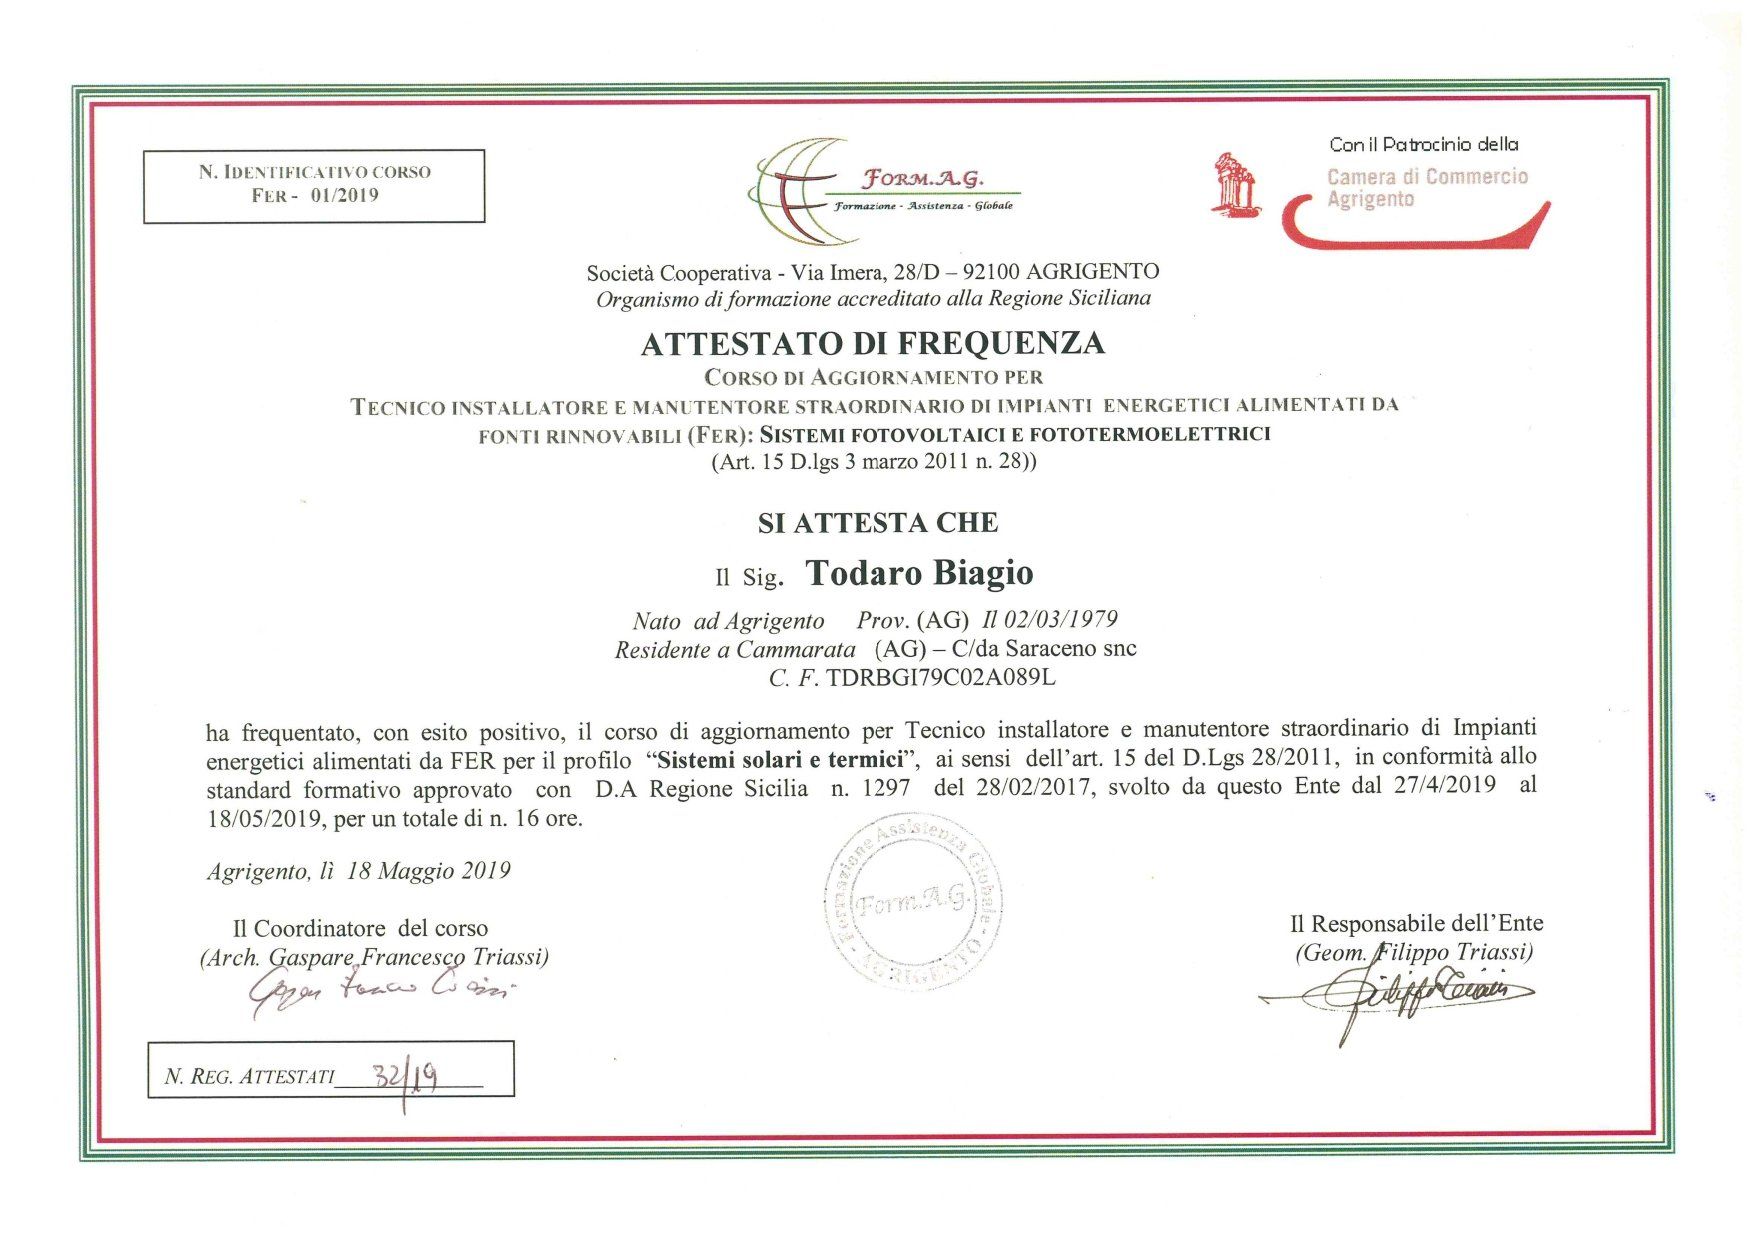 N. IDENTIFICATIVO CORSO
FER - 01/2019
FORM.A.G.
Formazione - Assistenza - Globale
Con il Patrocinio della
Camera di Commercio
Agrigento
Società Cooperativa - Via Imera, 28/D – 92100 AGRIGENTO
Organismo di formazione accreditato alla Regione Siciliana
ATTESTATO DI FREQUENZA
CORSO DI AGGIORNAMENTO PER
TECNICO INSTALLATORE E MANUTENTORE STRAORDINARIO DI IMPIANTI ENERGETICI ALIMENTATI DA
FONTI RINNOVABILI (FER): SISTEMI FOTOVOLTAICI E FOTOTERMOELETTRICI
(Art. 15 D.lgs 3 marzo 2011 n. 28))
SI ATTESTA CHE
Il Sig. Todaro Biagio
Nato ad Agrigento Prov. (AG) Il 02/03/1979
Residente a Cammarata (AG) – C/da Saraceno snc
C. F. TDRBGI79C02A089L
ha frequentato, con esito positivo, il corso di aggiornamento per Tecnico installatore e manutentore straordinario di Impianti
energetici alimentati da FER per il profilo “Sistemi solari e termici”, ai sensi dell’art. 15 del D.Lgs 28/2011, in conformità allo
standard formativo approvato con D.A Regione Sicilia n. 1297 del 28/02/2017, svolto da questo Ente dal 27/4/2019 al
18/05/2019, per un totale di n. 16 ore.
Agrigento, lì 18 Maggio 2019
Formazione Assistenza Globale -
Form.A.G.
- AGRIGENTO
Il Coordinatore del corso
(Arch. Gaspare Francesco Triassi)
Il Responsabile dell’Ente
(Geom. Filippo Triassi)
Filippo Triassi
N. REG. ATTESTATI 32/19